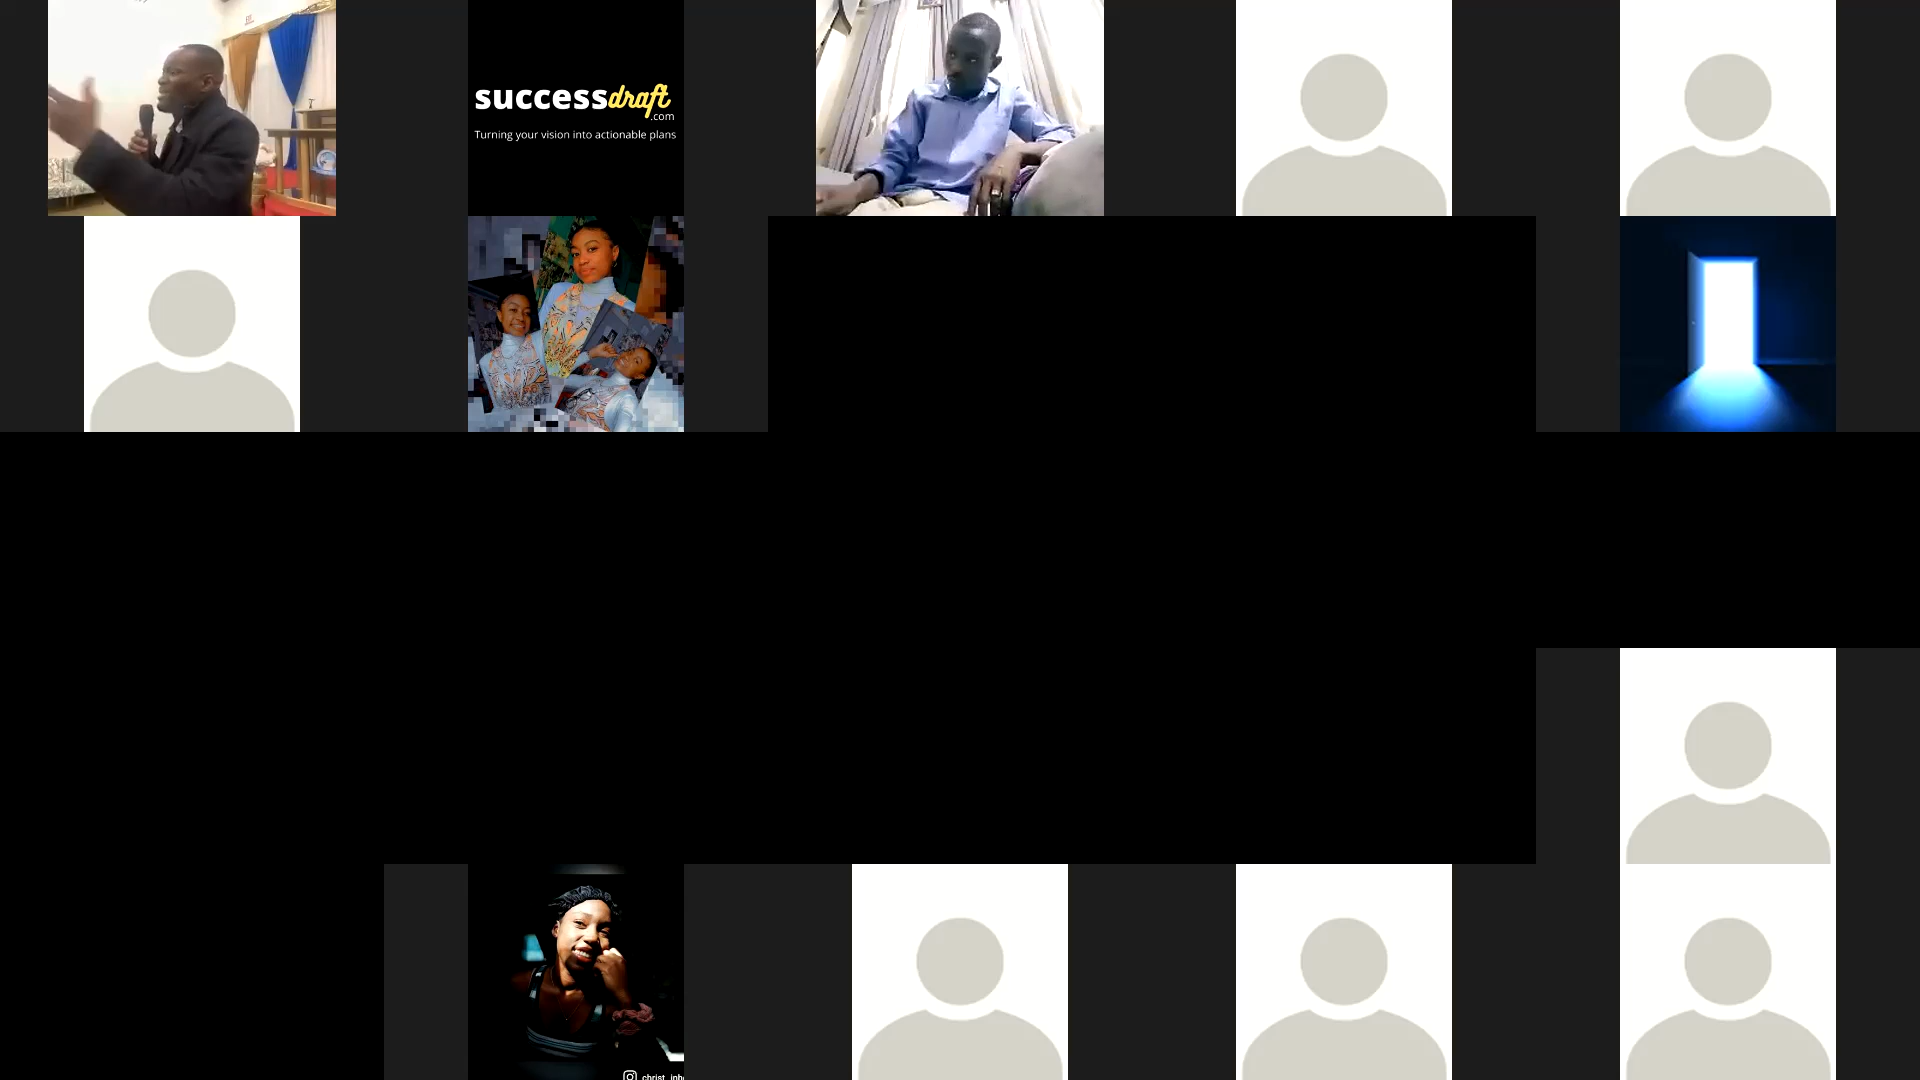 successdraft
.com
Turning your vision into actionable plans